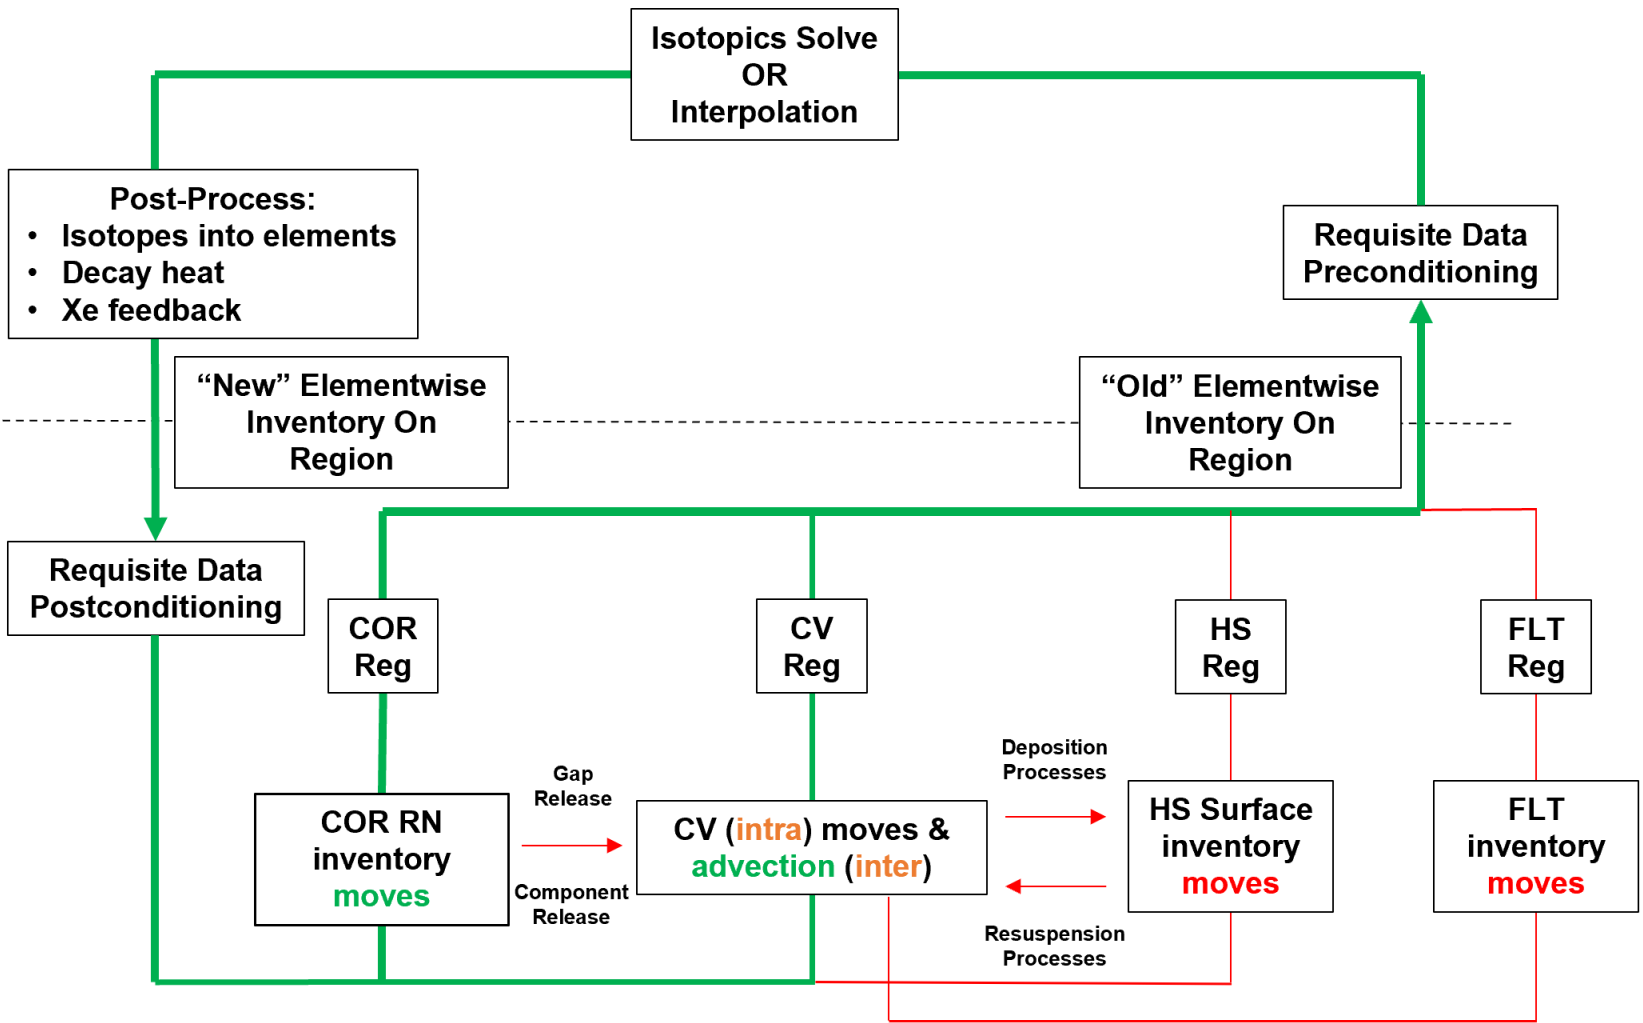 Isotopics Solve
OR
Interpolation
Post-Process:
• Isotopes into elements
• Decay heat
• Xe feedback
Requisite Data
Preconditioning
“New” Elementwise
Inventory On
Region
“Old” Elementwise
Inventory On
Region
Requisite Data
Postconditioning
COR
Reg
CV
Reg
HS
Reg
FLT
Reg
COR RN
inventory
moves
Gap
Release
Component
Release
CV (intra) moves &
advection (inter)
Deposition
Processes
Resuspension
Processes
HS Surface
inventory
moves
FLT
inventory
moves